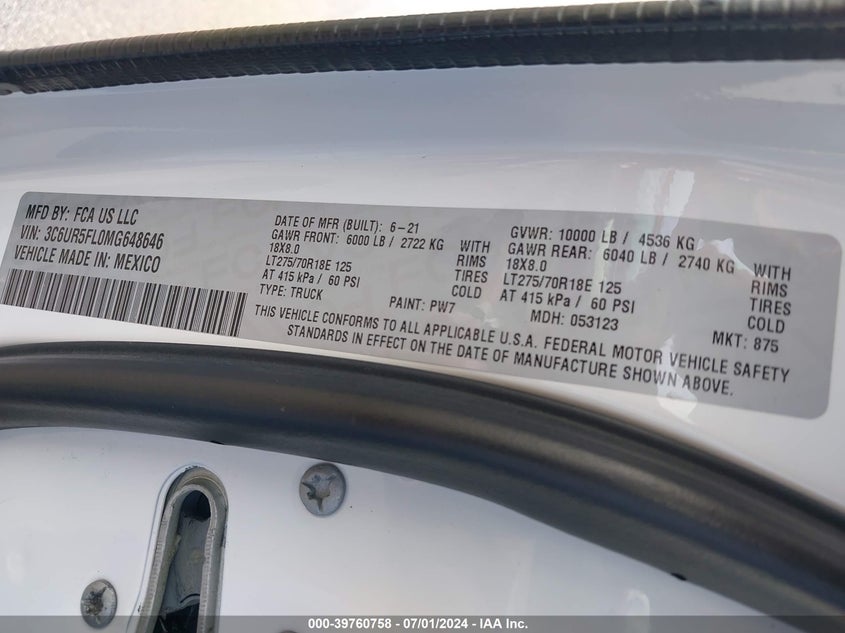 MFD BY: FCA US LLC
VIN: 3C6UR5FL0MG648646
VEHICLE MADE IN: MEXICO
DATE OF MFR (BUILT): 6-21
GAWR FRONT: 6000 LB / 2722 KG WITH
18X8.0 RIMS
LT275/70R18E 125 TIRES
AT 415 kPa / 60 PSI COLD
TYPE: TRUCK PAINT: PW7
GVWR: 10000 LB / 4536 KG
GAWR REAR: 6040 LB / 2740 KG WITH
18X8.0 RIMS
LT275/70R18E 125 TIRES
AT 415 kPa / 60 PSI COLD
MDH: 053123 MKT: 875
THIS VEHICLE CONFORMS TO ALL APPLICABLE U.S.A. FEDERAL MOTOR VEHICLE SAFETY
STANDARDS IN EFFECT ON THE DATE OF MANUFACTURE SHOWN ABOVE.
000-39760758 - 07/01/2024 - IAA Inc.